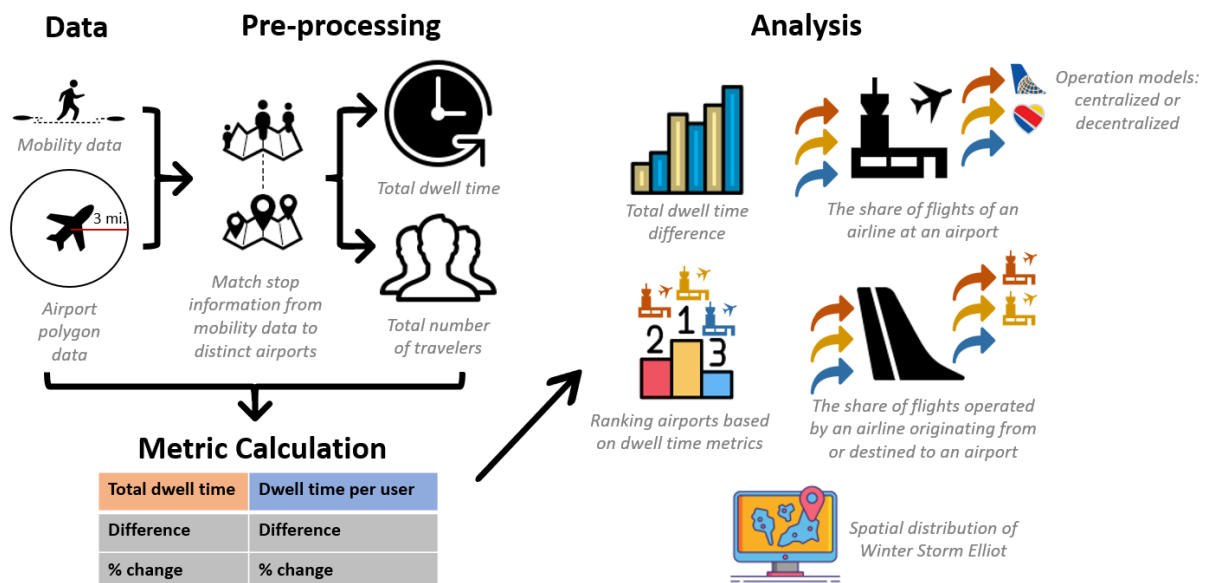 Data
Pre-processing
Analysis
Mobility data
3 mi.
Airport
polygon
data
Match stop
information from
mobility data to
distinct airports
Total dwell time
Total number
of travelers
Metric Calculation
Total dwell time
Dwell time per user
Difference
Difference
% change
% change
Total dwell time
difference
Operation models:
centralized or
decentralized
The share of flights of an
airline at an airport
2
1
3
Ranking airports based
on dwell time metrics
The share of flights operated
by an airline originating from
or destined to an airport
Spatial distribution of
Winter Storm Elliot